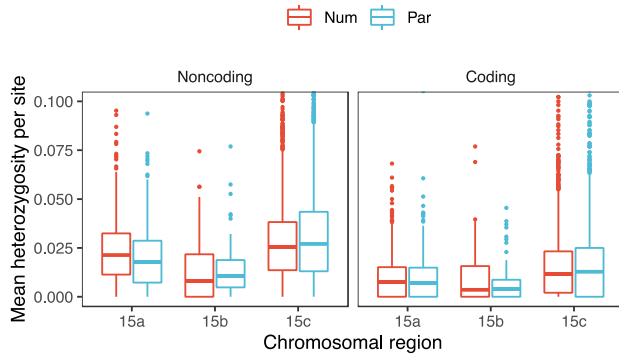 Num Par
Noncoding Coding
Mean heterozygosity per site
0.100
0.075
0.050
0.025
0.000
15a 15b 15c 15a 15b 15c
Chromosomal region